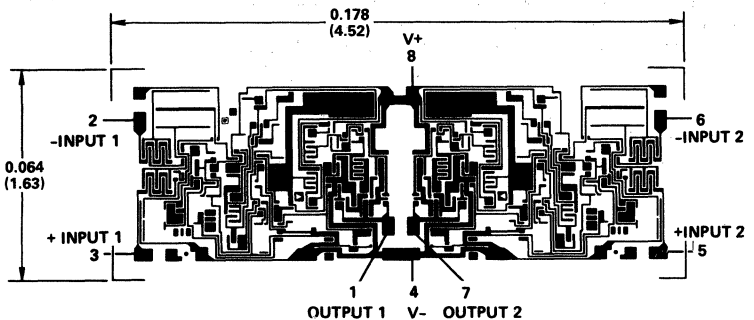 0.178
(4.52)
V+
8
2
-INPUT 1
6
-INPUT 2
0.064
(1.63)
+ INPUT 1
3
+INPUT 2
5
1
OUTPUT 1
4
V-
7
OUTPUT 2